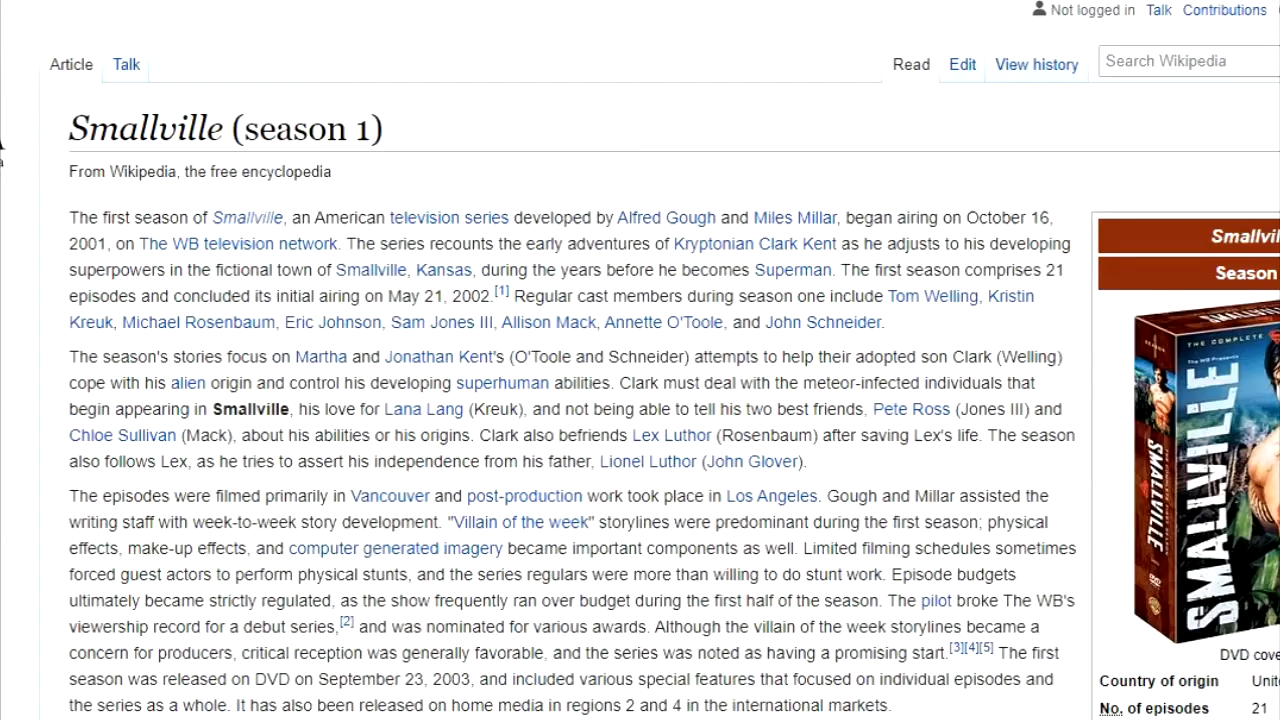 Not logged in Talk Contributions
Article Talk Read Edit View history Search Wikipedia
Smallville (season 1)
From Wikipedia, the free encyclopedia
The first season of Smallville, an American television series developed by Alfred Gough and Miles Millar, began airing on October 16,
2001, on The WB television network. The series recounts the early adventures of Kryptonian Clark Kent as he adjusts to his developing
superpowers in the fictional town of Smallville, Kansas, during the years before he becomes Superman. The first season comprises 21
episodes and concluded its initial airing on May 21, 2002.[1] Regular cast members during season one include Tom Welling, Kristin
Kreuk, Michael Rosenbaum, Eric Johnson, Sam Jones III, Allison Mack, Annette O'Toole, and John Schneider.
The season's stories focus on Martha and Jonathan Kent's (O'Toole and Schneider) attempts to help their adopted son Clark (Welling)
cope with his alien origin and control his developing superhuman abilities. Clark must deal with the meteor-infected individuals that
begin appearing in Smallville, his love for Lana Lang (Kreuk), and not being able to tell his two best friends, Pete Ross (Jones III) and
Chloe Sullivan (Mack), about his abilities or his origins. Clark also befriends Lex Luthor (Rosenbaum) after saving Lex's life. The season
also follows Lex, as he tries to assert his independence from his father, Lionel Luthor (John Glover).
The episodes were filmed primarily in Vancouver and post-production work took place in Los Angeles. Gough and Millar assisted the
writing staff with week-to-week story development. "Villain of the week" storylines were predominant during the first season; physical
effects, make-up effects, and computer generated imagery became important components as well. Limited filming schedules sometimes
forced guest actors to perform physical stunts, and the series regulars were more than willing to do stunt work. Episode budgets
ultimately became strictly regulated, as the show frequently ran over budget during the first half of the season. The pilot broke The WB's
viewership record for a debut series,[2] and was nominated for various awards. Although the villain of the week storylines became a
concern for producers, critical reception was generally favorable, and the series was noted as having a promising start.[3][4][5] The first
season was released on DVD on September 23, 2003, and included various special features that focused on individual episodes and
the series as a whole. It has also been released on home media in regions 2 and 4 in the international markets.
Smallvil
Season
THE COMPLETE
The WB Presents
SMALLVILLE
SMALLVILLE
DVD cove
Country of origin Unit
No. of episodes 21